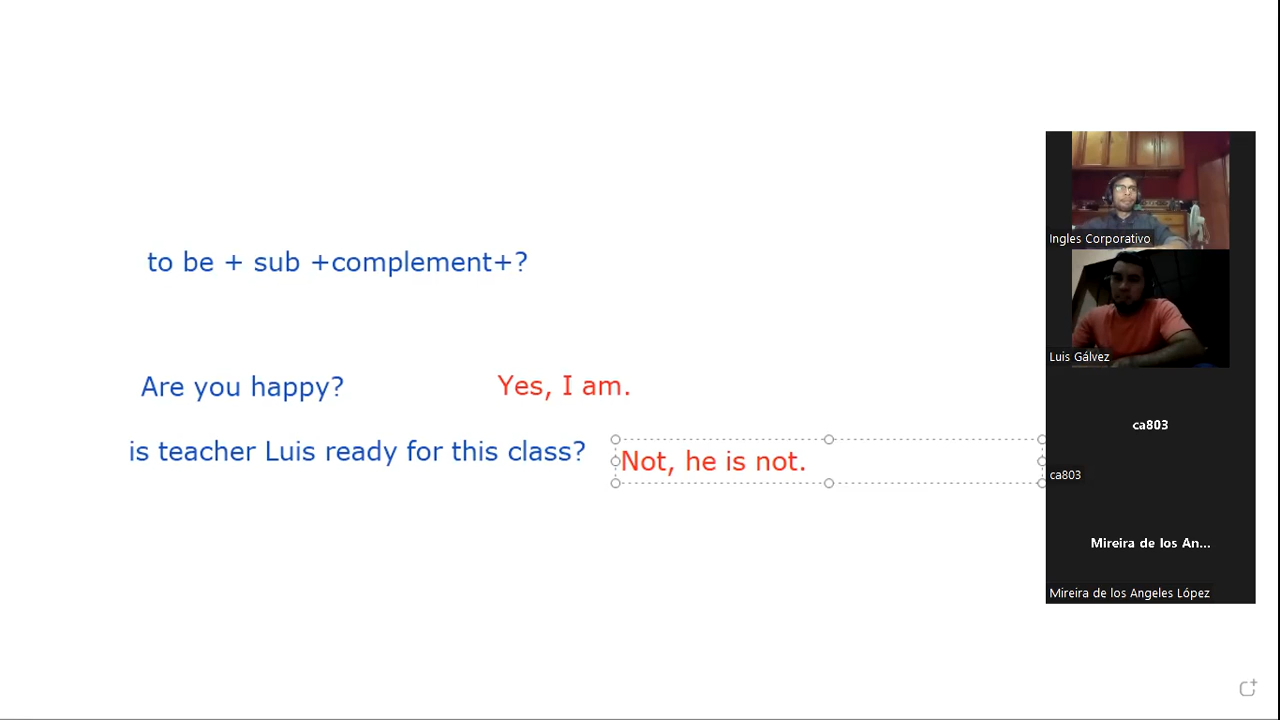 to be + sub +complement+?
Are you happy? Yes, I am.
is teacher Luis ready for this class? Not, he is not.
Ingles Corporativo
Luis Gálvez
ca803
ca803
Mireira de los An...
Mireira de los Angeles López